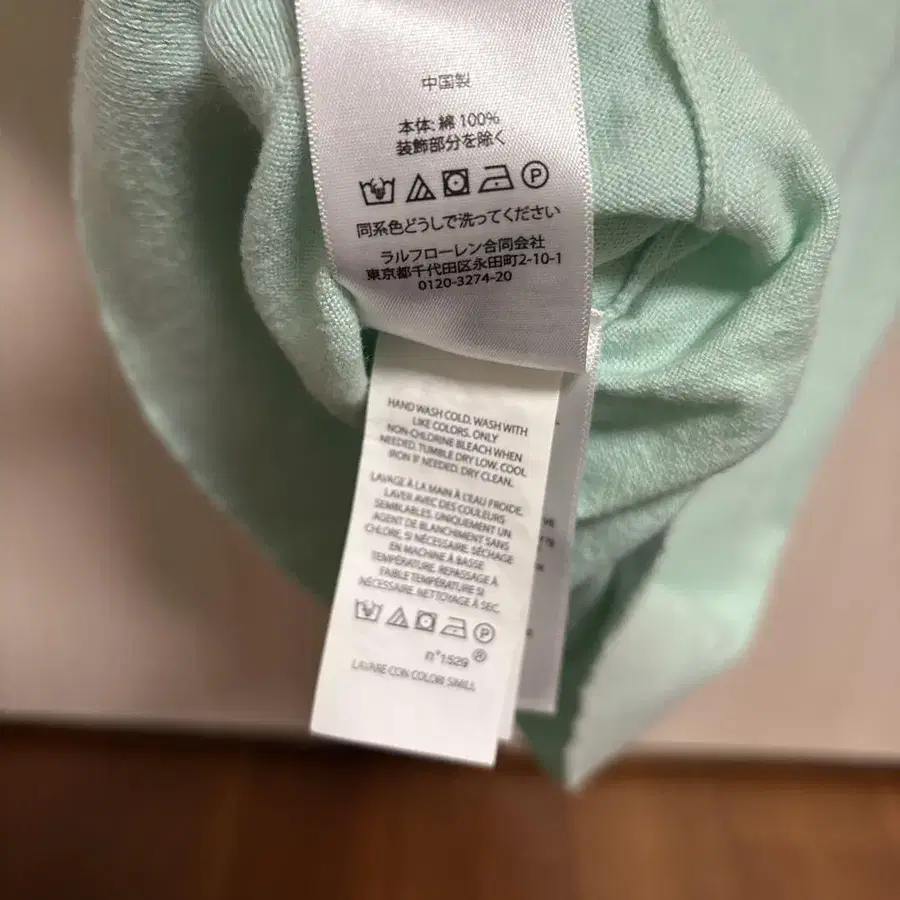 中国製
本体: 綿 100%
装飾部分を除く
P
同系色どうしで洗ってください
ラルフローレン合同会社
東京都千代田区永田町2-10-1
0120-3274-20
HAND WASH COLD. WASH WITH
LIKE COLORS. ONLY
NON-CHLORINE BLEACH WHEN
NEEDED. TUMBLE DRY LOW. COOL
IRON IF NEEDED. DRY CLEAN.
LAVAGE À LA MAIN À L'EAU FROIDE.
LAVER AVEC DES COULEURS
SEMBLABLES. UNIQUEMENT UN
AGENT DE BLANCHIMENT SANS
CHLORE, SI NÉCESSAIRE. SÉCHAGE
EN MACHINE À BASSE
TEMPÉRATURE. REPASSAGE À
FAIBLE TEMPÉRATURE SI
NÉCESSAIRE. NETTOYAGE À SEC.
P
n°1529 ®
LAVARE CON COLORI SIMILI.